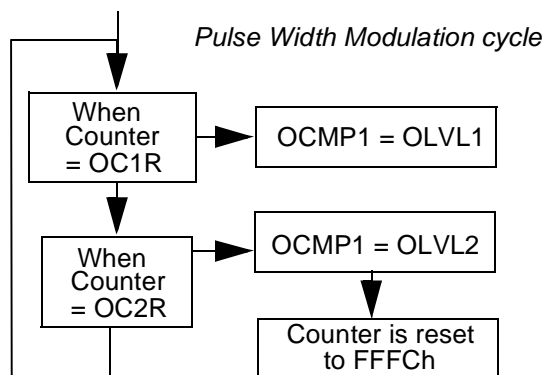 Pulse Width Modulation cycle
When
Counter
= OC1R
OCMP1 = OLVL1
When
Counter
= OC2R
OCMP1 = OLVL2
Counter is reset
to FFFCh